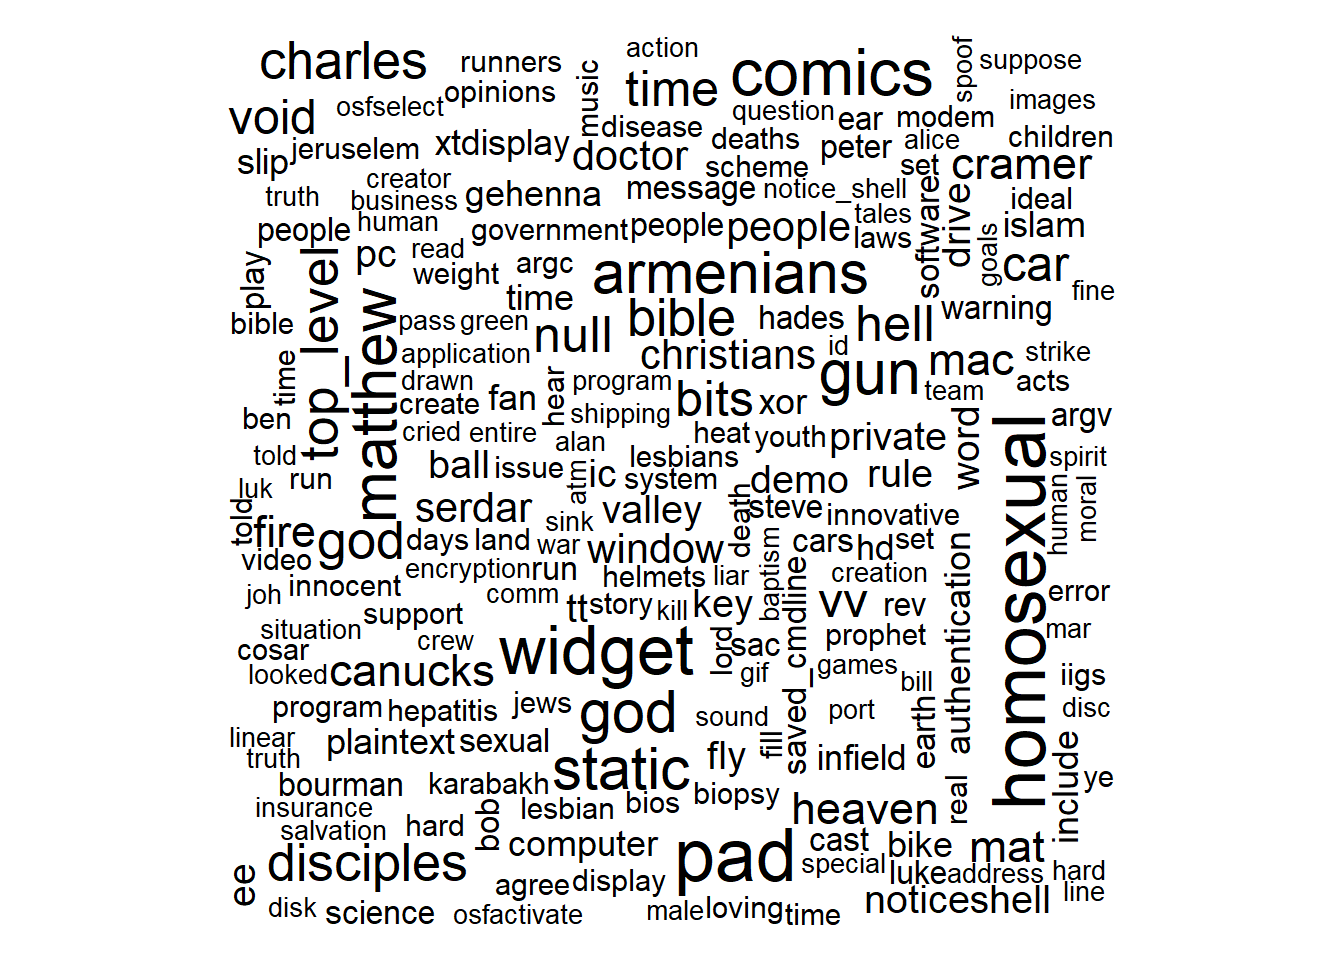 charles
runners
action
comics
spoof
suppose
void
osfselect
opinions
music
time
question
ear
modem
images
slip
jeruselem
xtdisplay
disease
doctor
deaths
scheme
peter
alice
set
children
cramer
truth
creator
business
gehenna
message
notice_shell
software
drive
ideal
people
human
government
people
people
tales
laws
goals
islam
play
top_level
pc
read
weight
argc
armenians
car
fine
bible
matthew
time
pass
green
null
bible
hades
hell
warning
time
application
christians
id
mac
strike
drawn
create
fan
hear
program
bits
xor
gun
team
acts
ben
cried
entire
shipping
alan
heat
youth
private
word
homosexual
argv
told
run
ball
issue
atm
ic
lesbians
system
demo
rule
spirit
luk
told
serdar
sink
valley
death
steve
innovative
human
moral
fire
god
days
land
war
window
cars
hd
set
video
encryption
run
helmets
liar
baptism
creation
authentication
joh
innocent
comm
tt
story
kill
key
saved_cmdline
vv
rev
error
situation
support
crew
widget
lord
sac
prophet
mar
cosar
looked
canucks
gif
games
bill
iigs
program
hepatitis
jews
god
sound
port
earth
disc
linear
truth
plaintext
sexual
static
fly
fill
infield
include
bourman
karabakh
lesbian
bios
biopsy
heaven
real
ye
insurance
salvation
hard
bob
computer
pad
cast
bike
mat
ee
disciples
agree
display
special
luke
address
hard
disk
science
osfactivate
male
loving
time
noticeshell
line